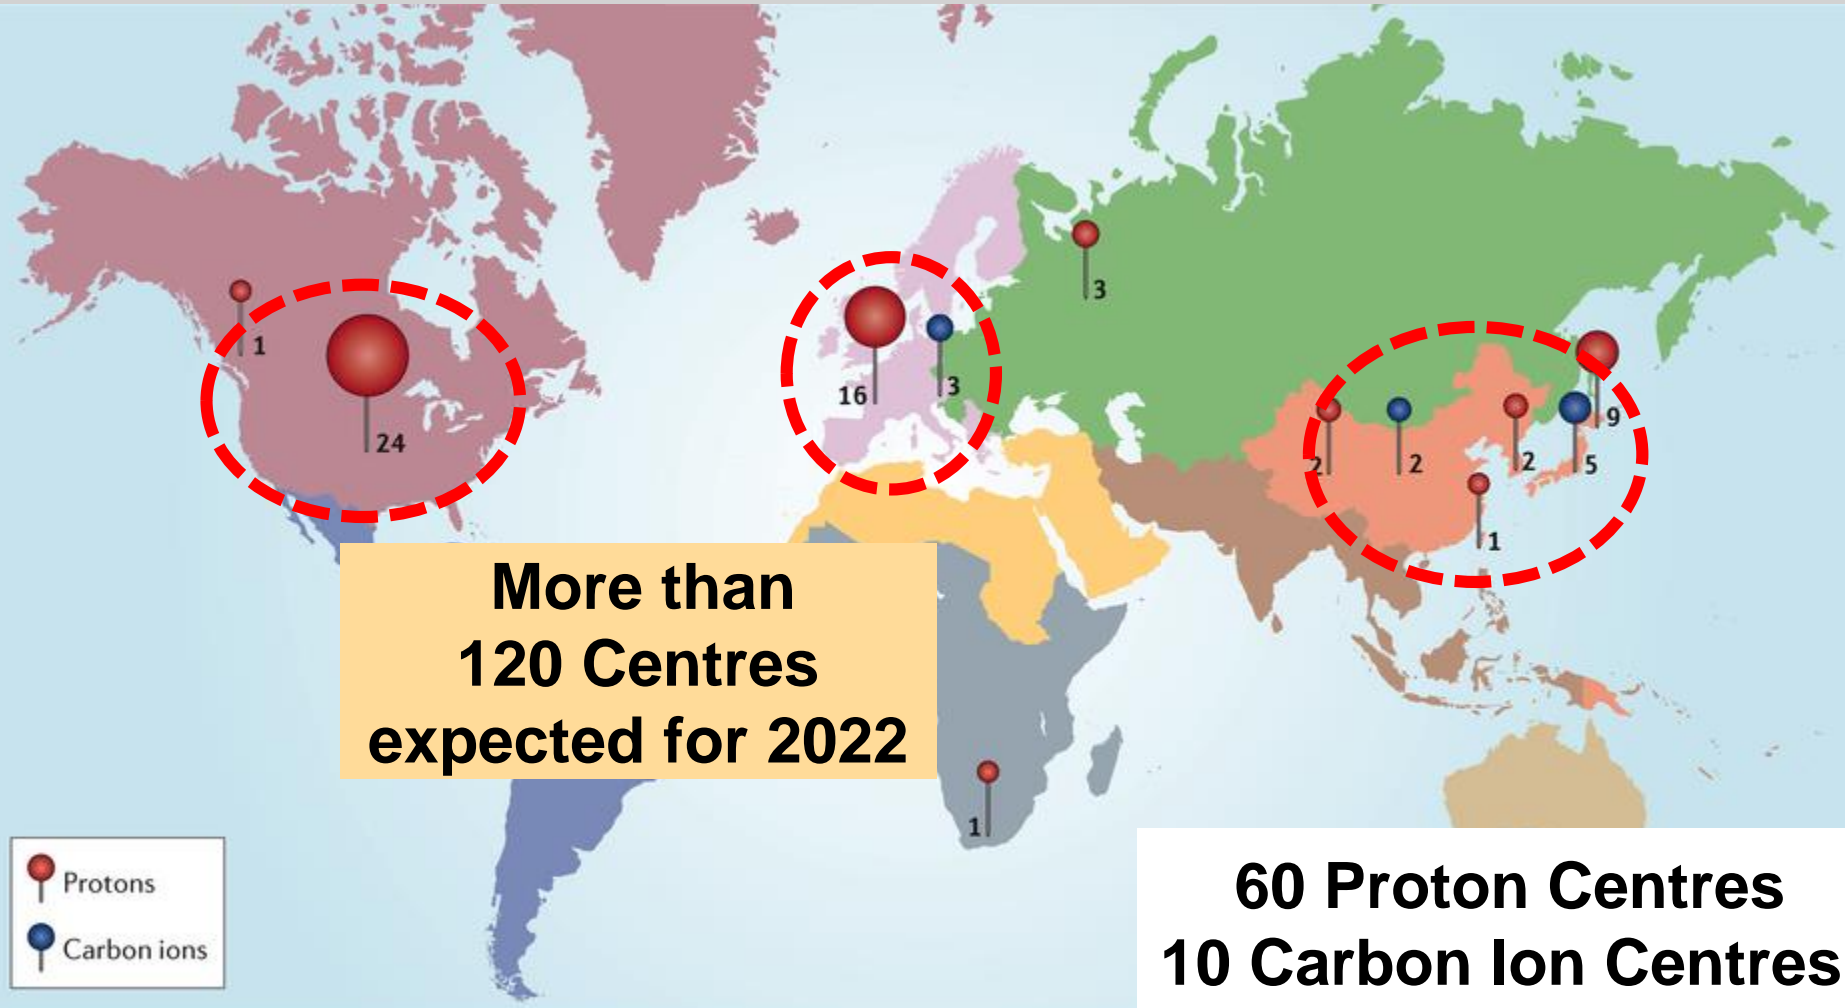 3
1
16
3
24
9
2
2
2
5
1
More than
120 Centres
expected for 2022
1
Protons
Carbon ions
60 Proton Centres
10 Carbon Ion Centres